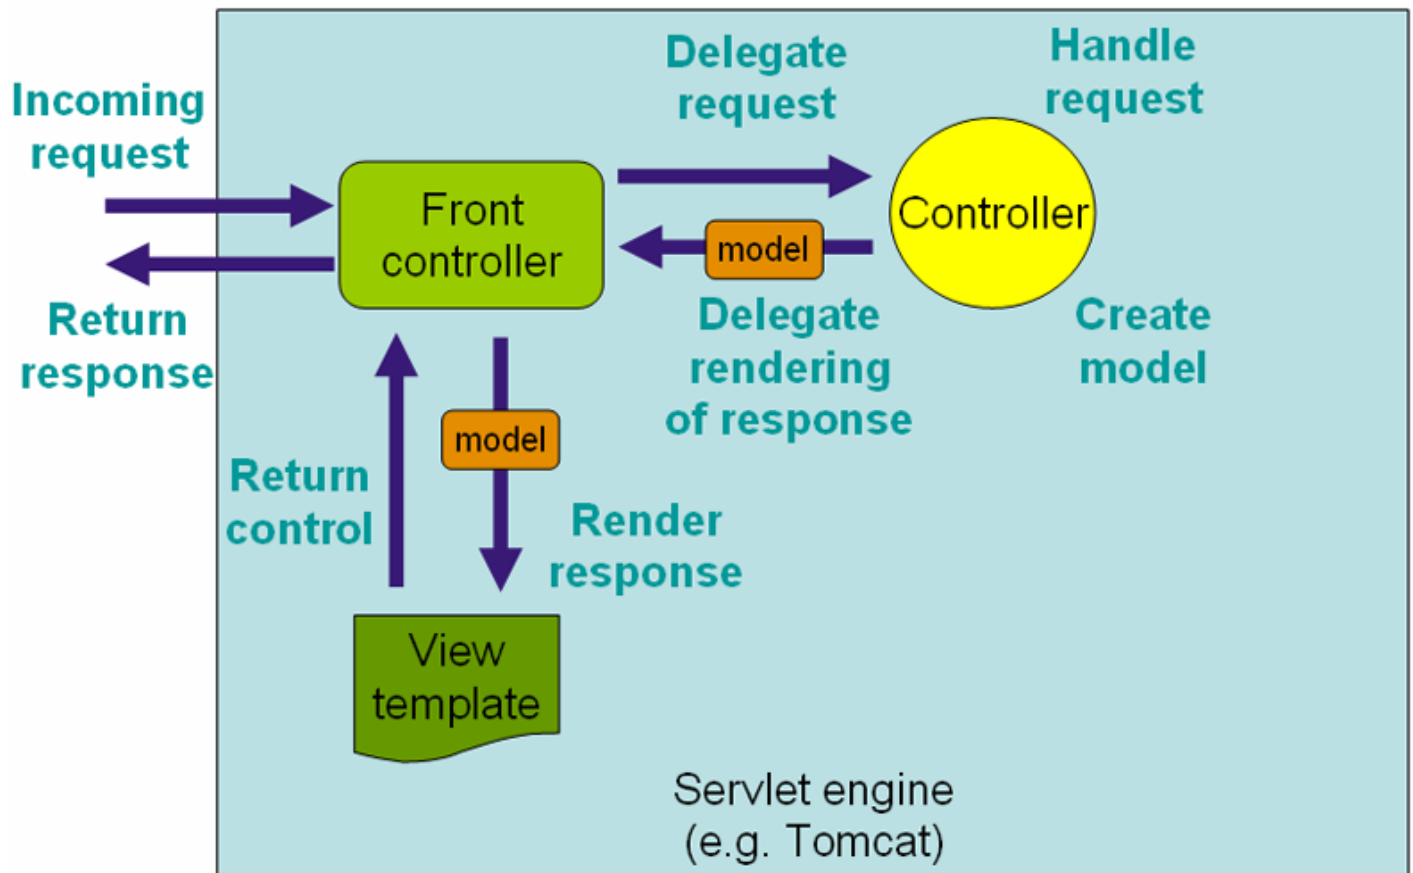 Incoming
request
Return
response
Front
controller
Delegate
request
model
Delegate
rendering
of response
Handle
request
Controller
Create
model
Return
control
model
Render
response
View
template
Servlet engine
(e.g. Tomcat)